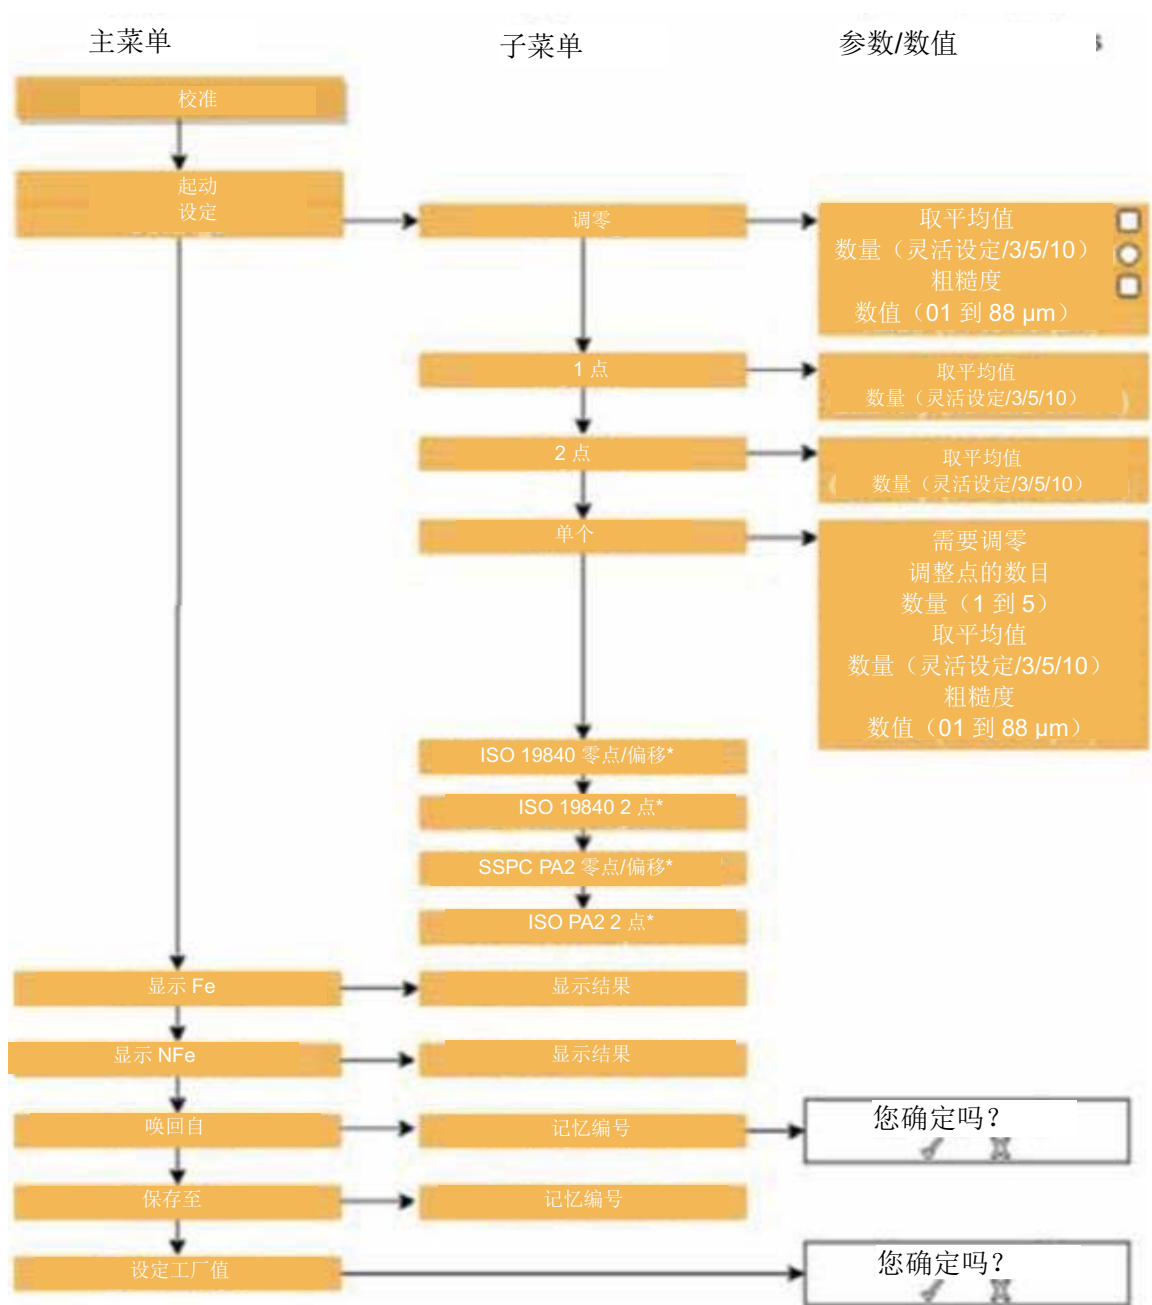 主菜单
子菜单
参数/数值
校准
起动
设定
调零
取平均值
数量（灵活设定/3/5/10）
粗糙度
数值（01 到 88 µm）
1 点
取平均值
数量（灵活设定/3/5/10）
2 点
取平均值
数量（灵活设定/3/5/10）
单个
需要调零
调整点的数目
数量（1 到 5）
取平均值
数量（灵活设定/3/5/10）
粗糙度
数值（01 到 88 µm）
ISO 19840 零点/偏移*
ISO 19840 2 点*
SSPC PA2 零点/偏移*
ISO PA2 2 点*
显示 Fe
显示结果
显示 NFe
显示结果
唤回自
记忆编号
您确定吗？
保存至
记忆编号
设定工厂值
您确定吗？